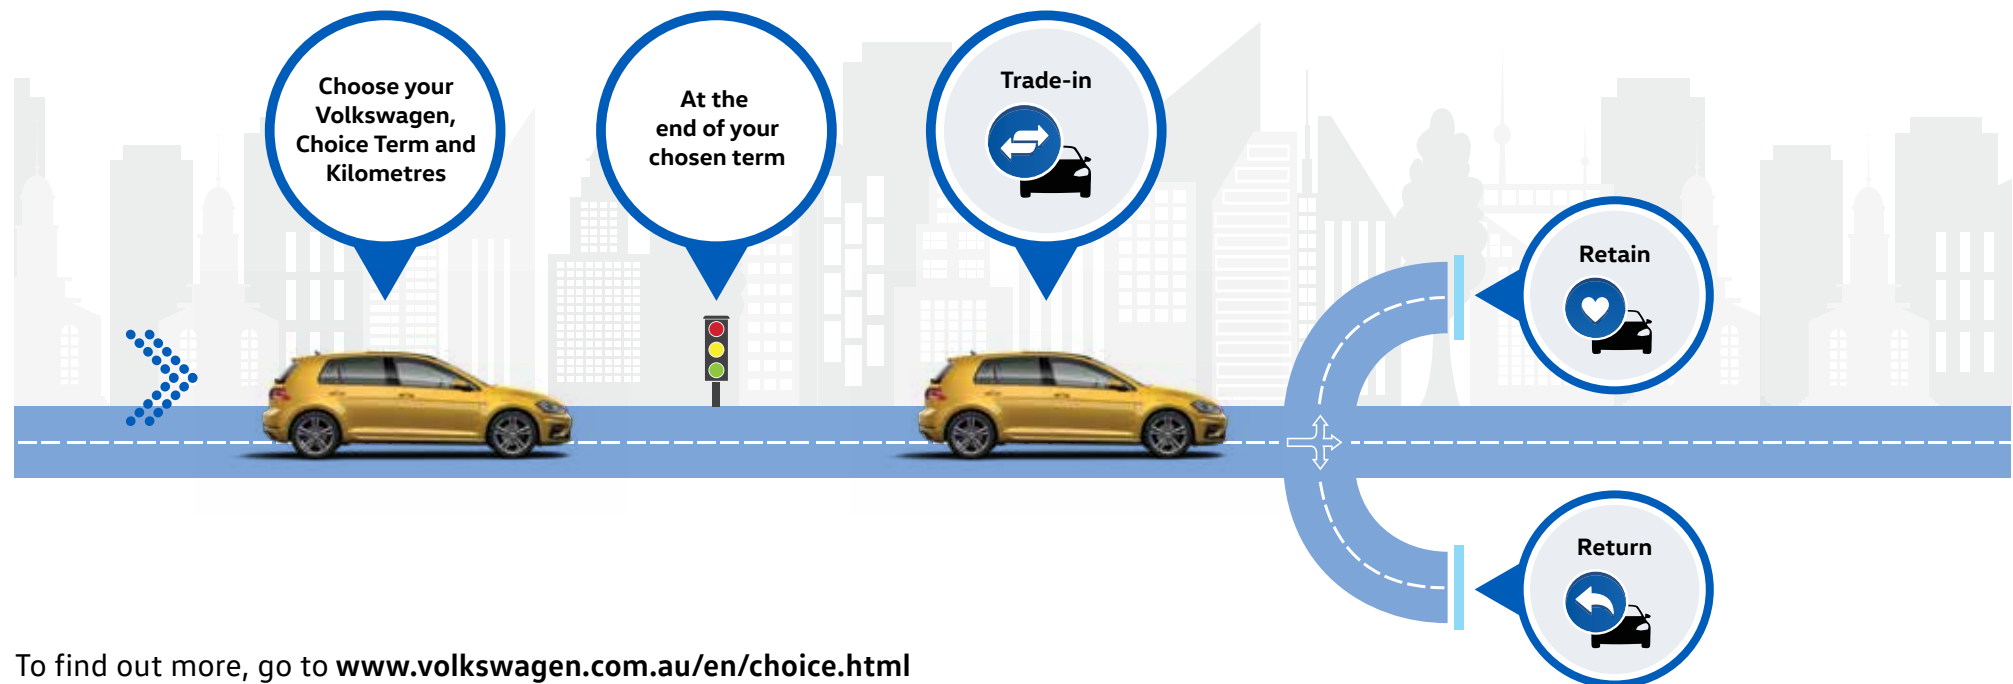 Choose your
Volkswagen,
Choice Term and
Kilometres
At the
end of your
chosen term
Trade-in
Retain
Return
To find out more, go to www.volkswagen.com.au/en/choice.html